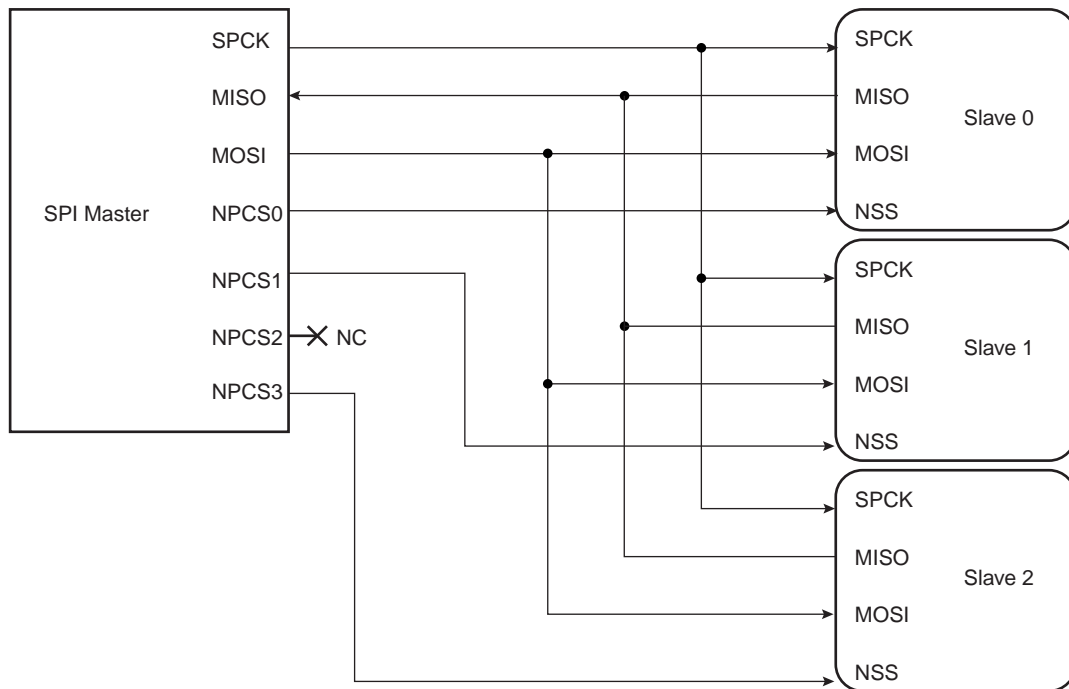 SPI Master
SPCK
MISO
MOSI
NPCS0
NPCS1
NPCS2
NC
NPCS3
SPCK
MISO
Slave 0
MOSI
NSS
SPCK
MISO
Slave 1
MOSI
NSS
SPCK
MISO
Slave 2
MOSI
NSS